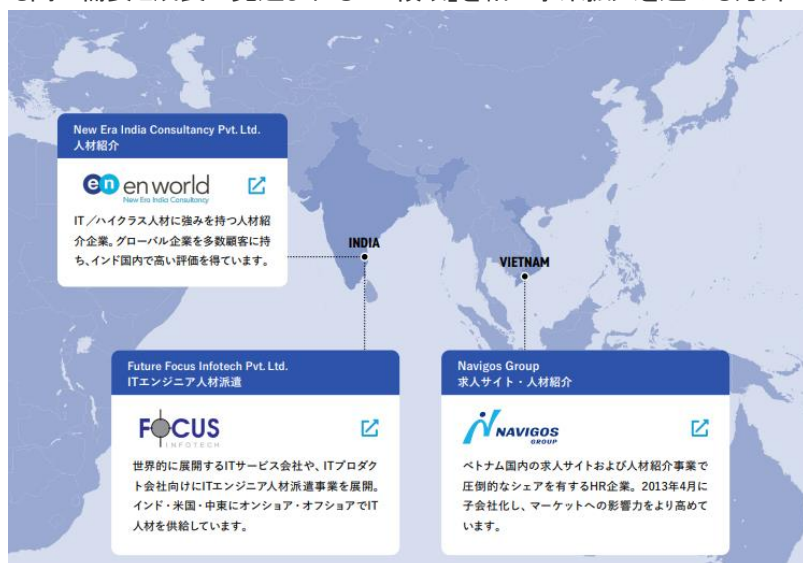 New Era India Consultancy Pvt. Ltd.
人材紹介
en en world
New Era India Consultancy
IT／ハイクラス人材に強みを持つ人材紹
介企業。グローバル企業を多数顧客に持
ち、インド国内で高い評価を得ています。
INDIA
VIETNAM
Future Focus Infotech Pvt. Ltd.
ITエンジニア人材派遣
FOCUS
INFOTECH
世界的に展開するITサービス会社や、ITプロダク
ト会社向けにITエンジニア人材派遣事業を展開。
インド・米国・中東にオンショア・オフショアでIT
人材を供給しています。
Navigos Group
求人サイト・人材紹介
NAVIGOS
GROUP
ベトナム国内の求人サイトおよび人材紹介事業で
圧倒的なシェアを有するHR企業。2013年4月に
子会社化し、マーケットへの影響力をより高めて
います。